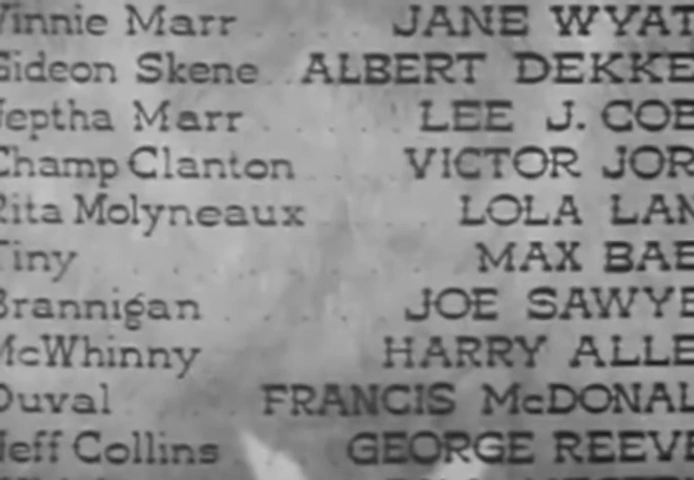 Vinnie Marr JANE WYAT
Gideon Skene ALBERT DEKKE
Jeptha Marr LEE J. COB
Champ Clanton VICTOR JOR
Rita Molyneaux LOLA LAN
Tiny MAX BAE
Brannigan JOE SAWYE
McWhinny HARRY ALLE
Duval FRANCIS McDONAL
Jeff Collins GEORGE REEVE